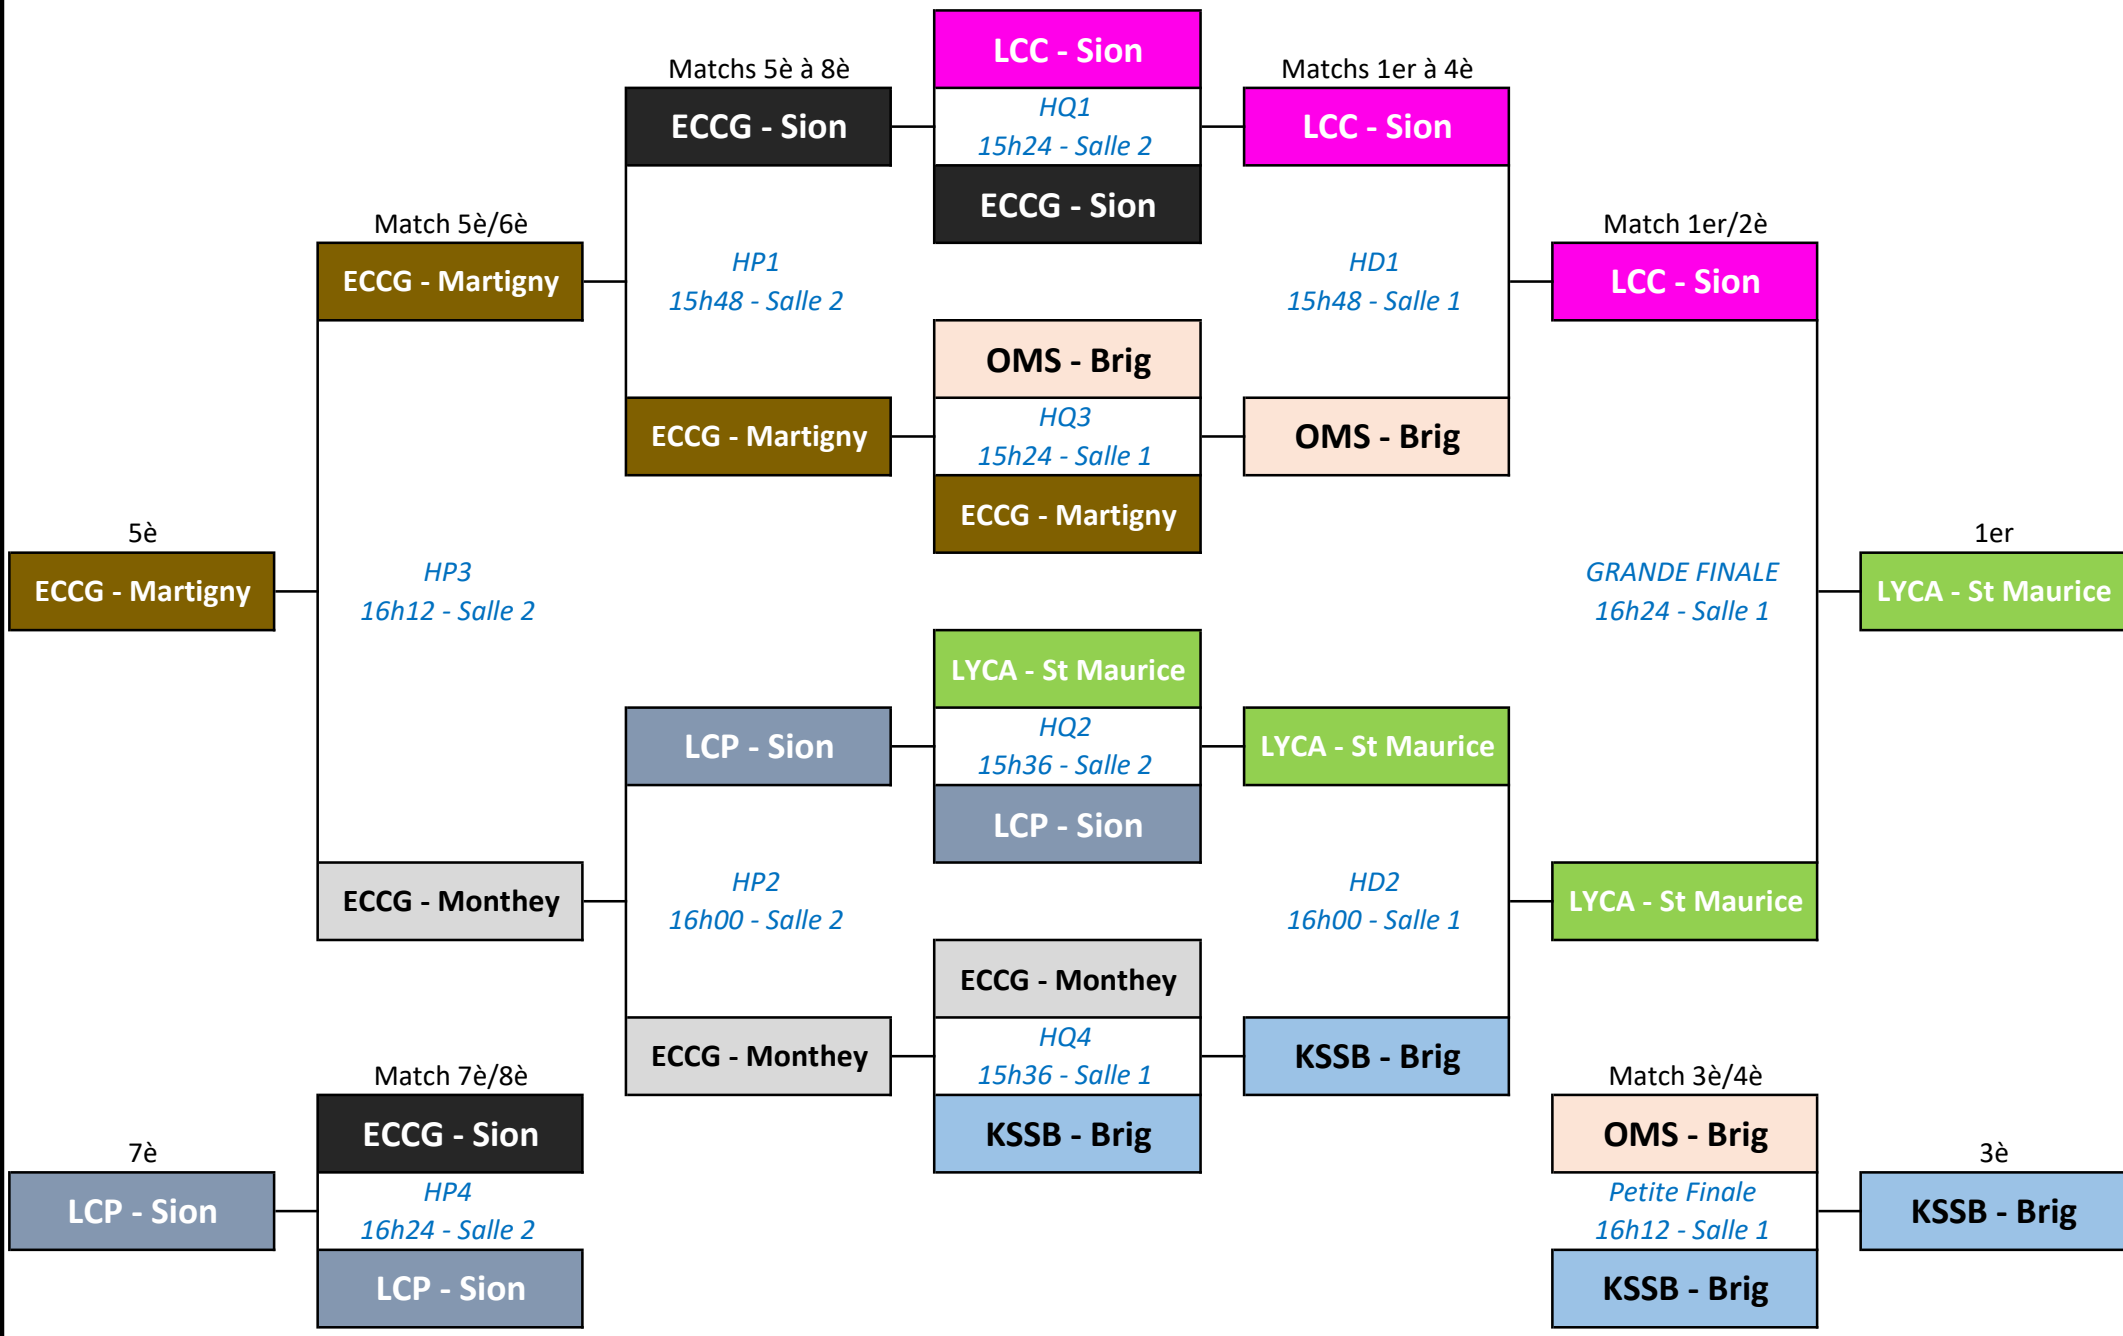 LCC - Sion
Matchs 5è à 8è
Matchs 1er à 4è
ECCG - Sion
HQ1
15h24 - Salle 2
LCC - Sion
ECCG - Sion
Match 5è/6è
Match 1er/2è
ECCG - Martigny
HP1
15h48 - Salle 2
HD1
15h48 - Salle 1
LCC - Sion
OMS - Brig
ECCG - Martigny
HQ3
15h24 - Salle 1
OMS - Brig
ECCG - Martigny
5è
1er
ECCG - Martigny
HP3
16h12 - Salle 2
GRANDE FINALE
16h24 - Salle 1
LYCA - St Maurice
LYCA - St Maurice
LCP - Sion
HQ2
15h36 - Salle 2
LYCA - St Maurice
LCP - Sion
ECCG - Monthey
HP2
16h00 - Salle 2
HD2
16h00 - Salle 1
LYCA - St Maurice
ECCG - Monthey
ECCG - Monthey
HQ4
15h36 - Salle 1
KSSB - Brig
Match 7è/8è
Match 3è/4è
ECCG - Sion
KSSB - Brig
OMS - Brig
7è
3è
LCP - Sion
HP4
16h24 - Salle 2
Petite Finale
16h12 - Salle 1
KSSB - Brig
LCP - Sion
KSSB - Brig